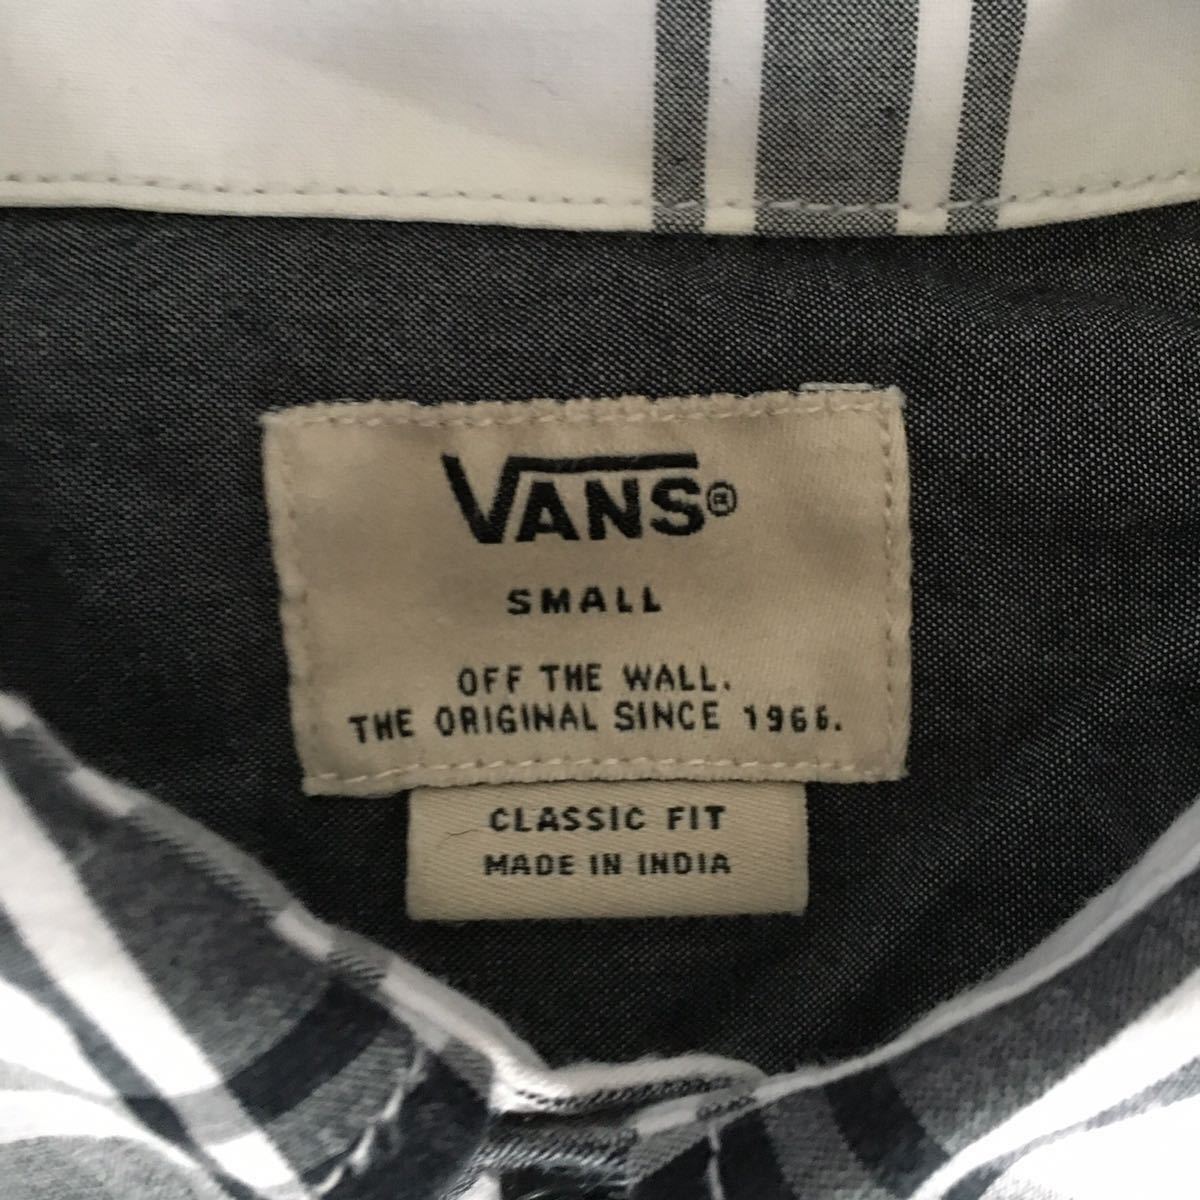 VANS®
SMALL
OFF THE WALL.
THE ORIGINAL SINCE 1966.
CLASSIC FIT
MADE IN INDIA